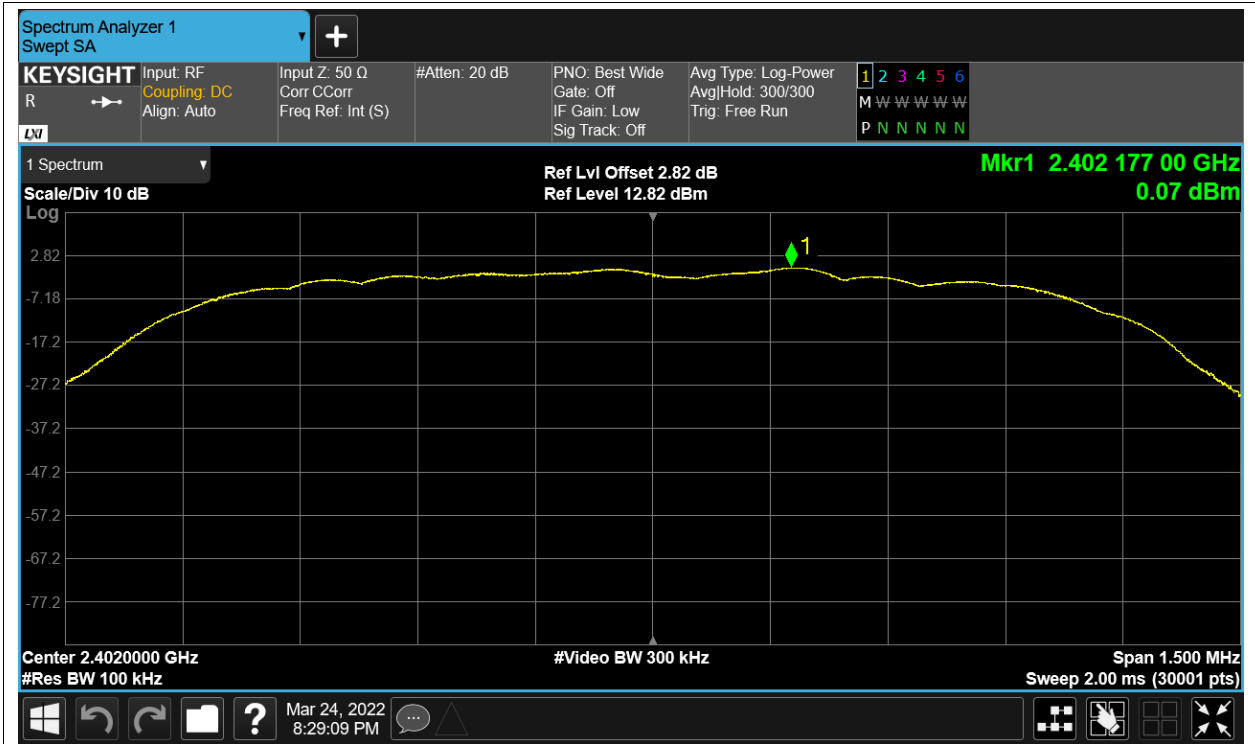 Spectrum Analyzer 1
Swept SA
KEYSIGHT
R
LXI
Input: RF
Coupling: DC
Align: Auto
Input Z: 50 Ω
Corr CCorr
Freq Ref: Int (S)
#Atten: 20 dB
PNO: Best Wide
Gate: Off
IF Gain: Low
Sig Track: Off
Avg Type: Log-Power
Avg|Hold: 300/300
Trig: Free Run
1 2 3 4 5 6
M W W W W W
P N N N N N
1 Spectrum
Scale/Div 10 dB
Log
Ref Lvl Offset 2.82 dB
Ref Level 12.82 dBm
Mkr1 2.402 177 00 GHz
0.07 dBm
1
2.82
-7.18
-17.2
-27.2
-37.2
-47.2
-57.2
-67.2
-77.2
Center 2.4020000 GHz
#Res BW 100 kHz
#Video BW 300 kHz
Span 1.500 MHz
Sweep 2.00 ms (30001 pts)
?
Mar 24, 2022
8:29:09 PM